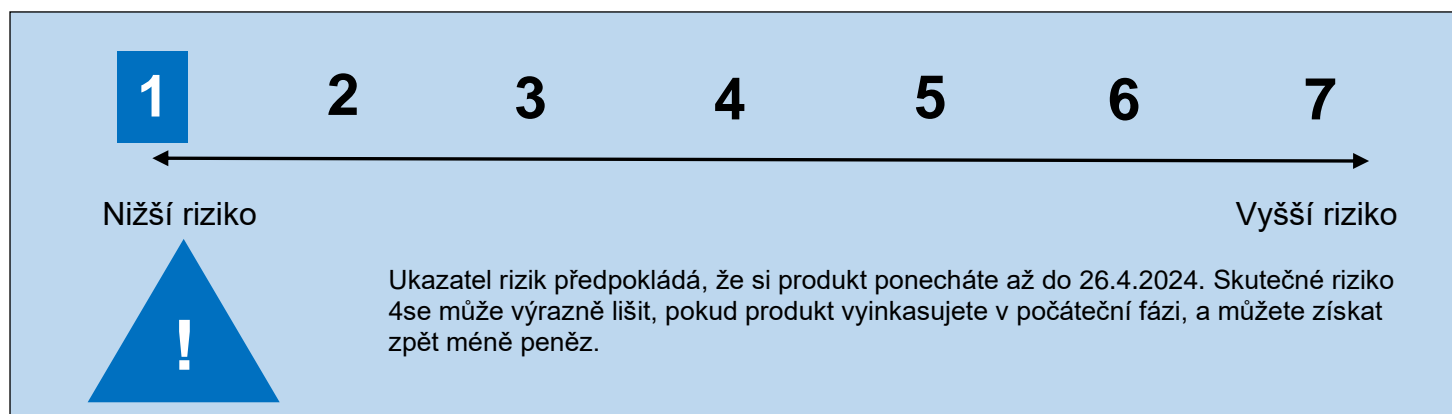 1 2 3 4 5 6 7
Nižší riziko Vyšší riziko
!
Ukazatel rizik předpokládá, že si produkt ponecháte až do 26.4.2024. Skutečné riziko
4se může výrazně lišit, pokud produkt vyinkasujete v počáteční fázi, a můžete získat
zpět méně peněz.